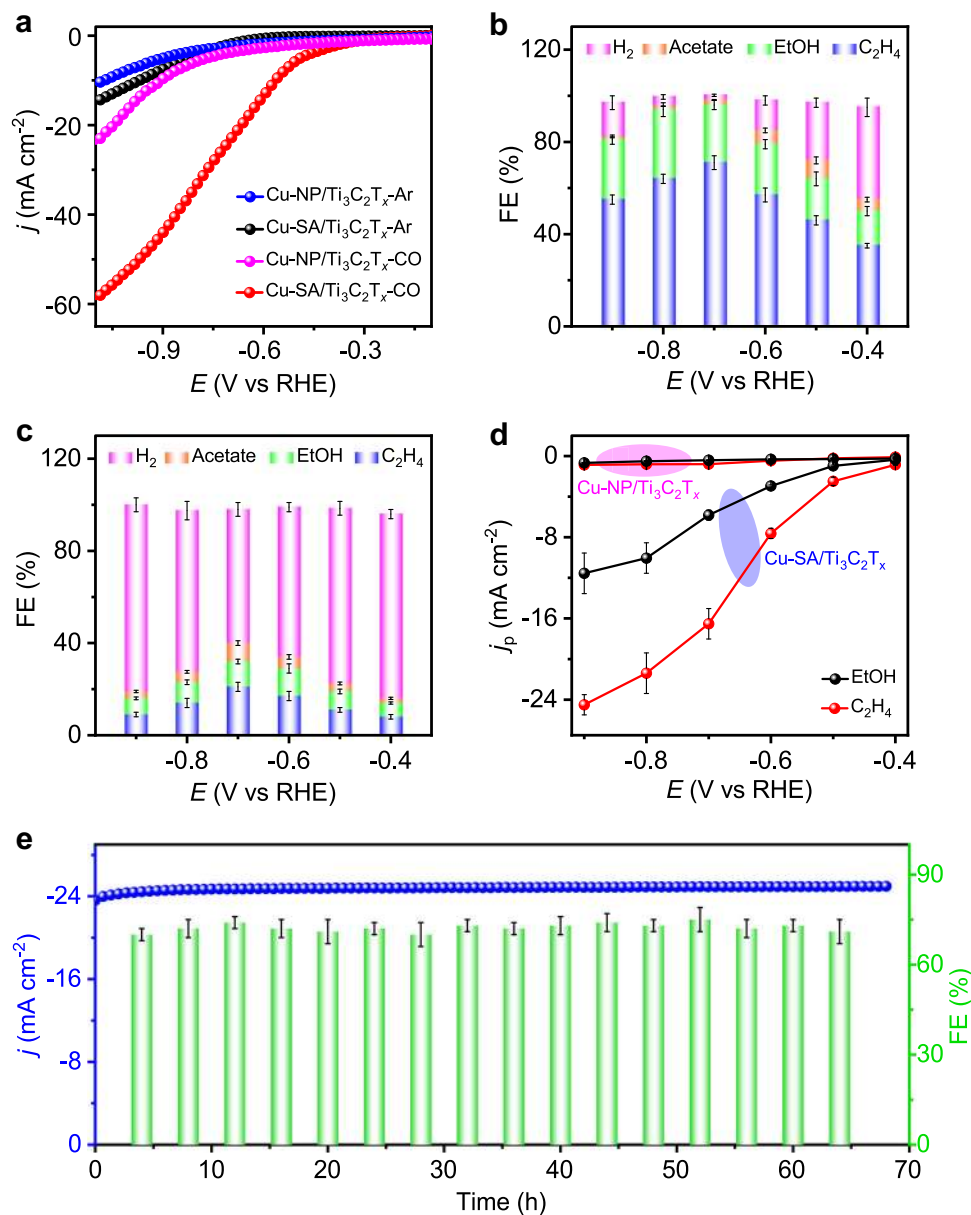 a
0
-20
-40
-60
j (mA cm⁻²)
Cu-NP/Ti₃C₂Tₓ-Ar
Cu-SA/Ti₃C₂Tₓ-Ar
Cu-NP/Ti₃C₂Tₓ-CO
Cu-SA/Ti₃C₂Tₓ-CO
-0.9 -0.6 -0.3
E (V vs RHE)
b
120
80
40
0
FE (%)
H₂ Acetate EtOH C₂H₄
-0.8 -0.6 -0.4
E (V vs RHE)
c
120
80
40
0
FE (%)
H₂ Acetate EtOH C₂H₄
-0.8 -0.6 -0.4
E (V vs RHE)
d
0
-8
-16
-24
jₚ (mA cm⁻²)
Cu-NP/Ti₃C₂Tₓ
Cu-SA/Ti₃C₂Tₓ
EtOH
C₂H₄
-0.8 -0.6 -0.4
E (V vs RHE)
e
-24
-16
-8
0
j (mA cm⁻²)
90
60
30
0
FE (%)
0 10 20 30 40 50 60 70
Time (h)